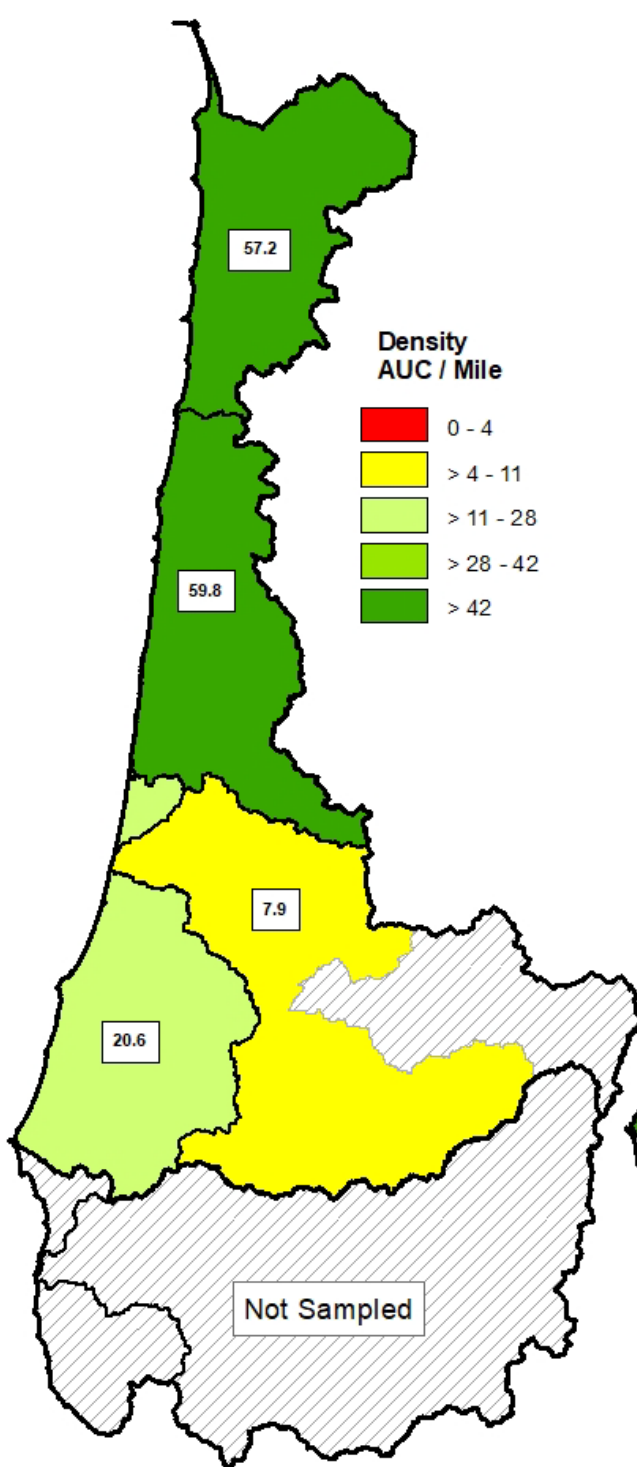 57.2
Density
AUC / Mile
0 - 4
> 4 - 11
> 11 - 28
> 28 - 42
> 42
59.8
7.9
20.6
Not Sampled